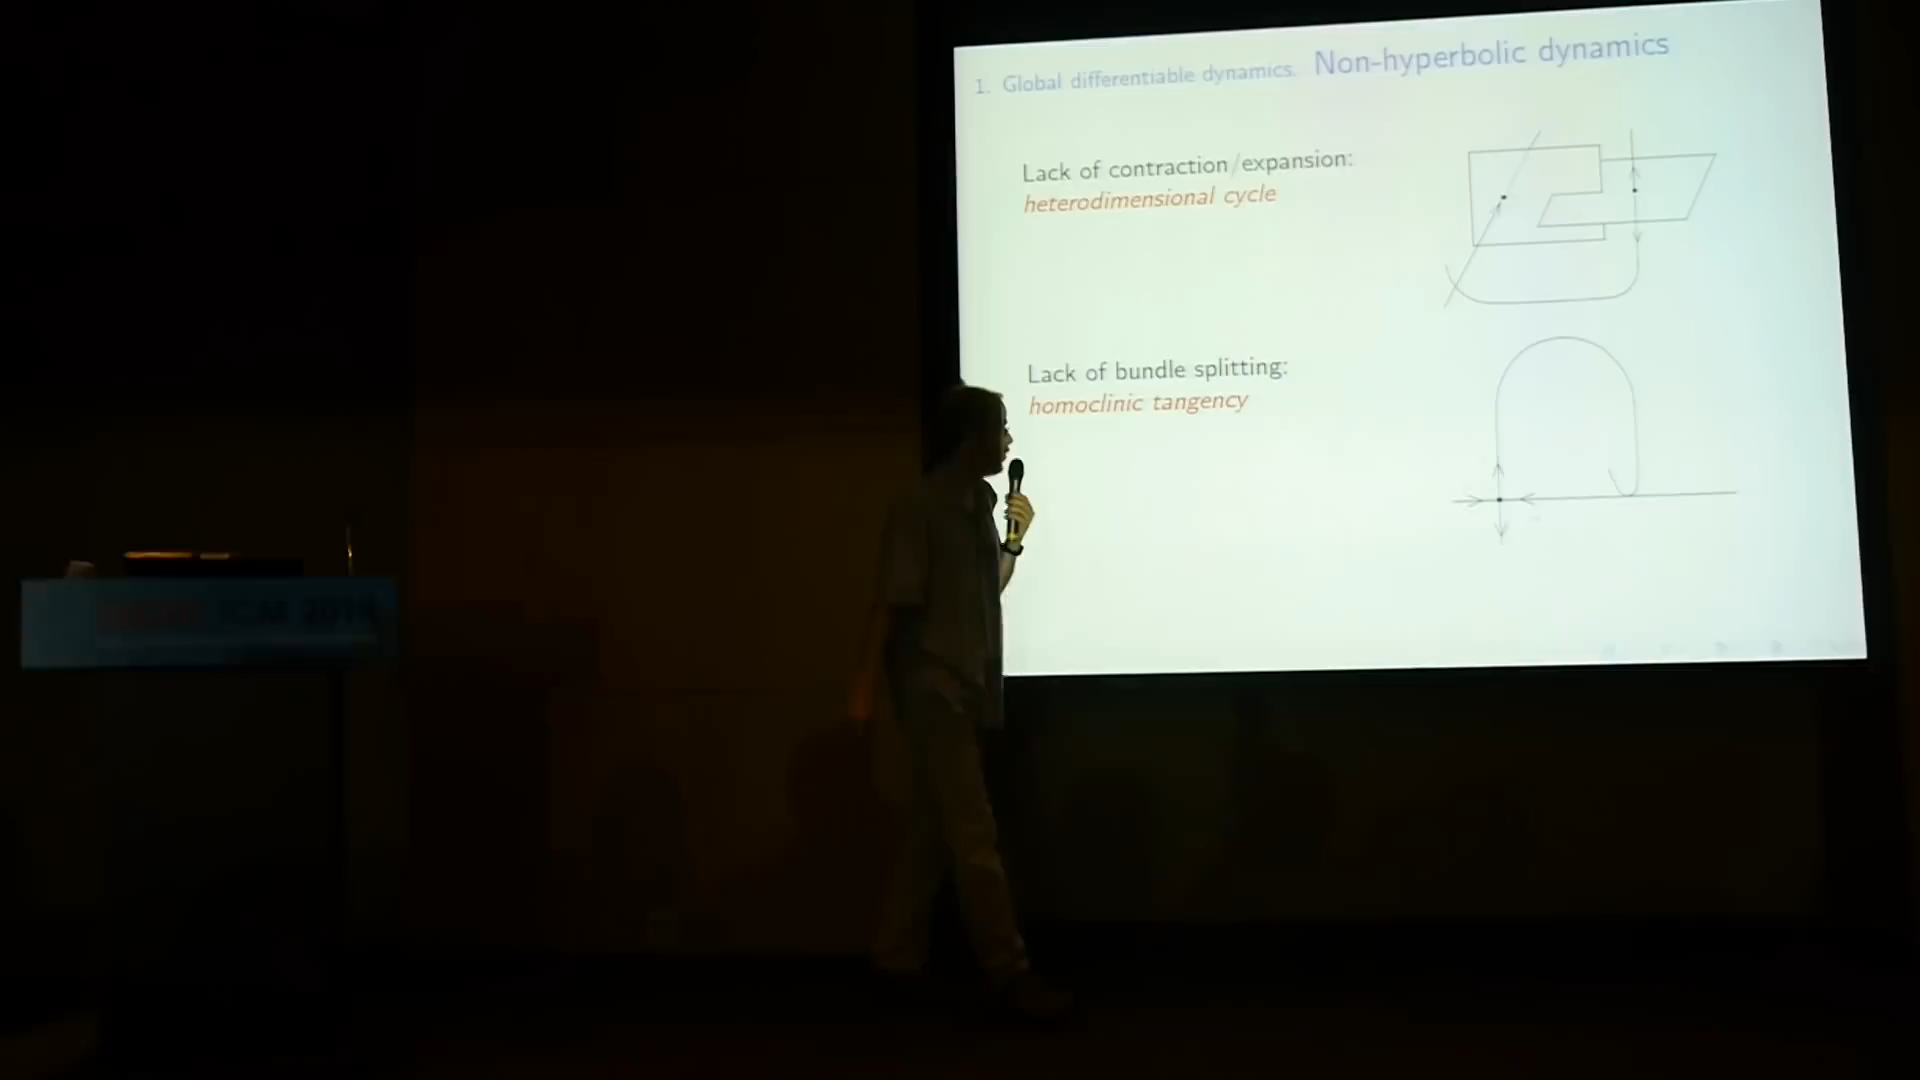 1. Global differentiable dynamics. Non-hyperbolic dynamics
Lack of contraction/expansion:
heterodimensional cycle
Lack of bundle splitting:
homoclinic tangency
ICM 2018